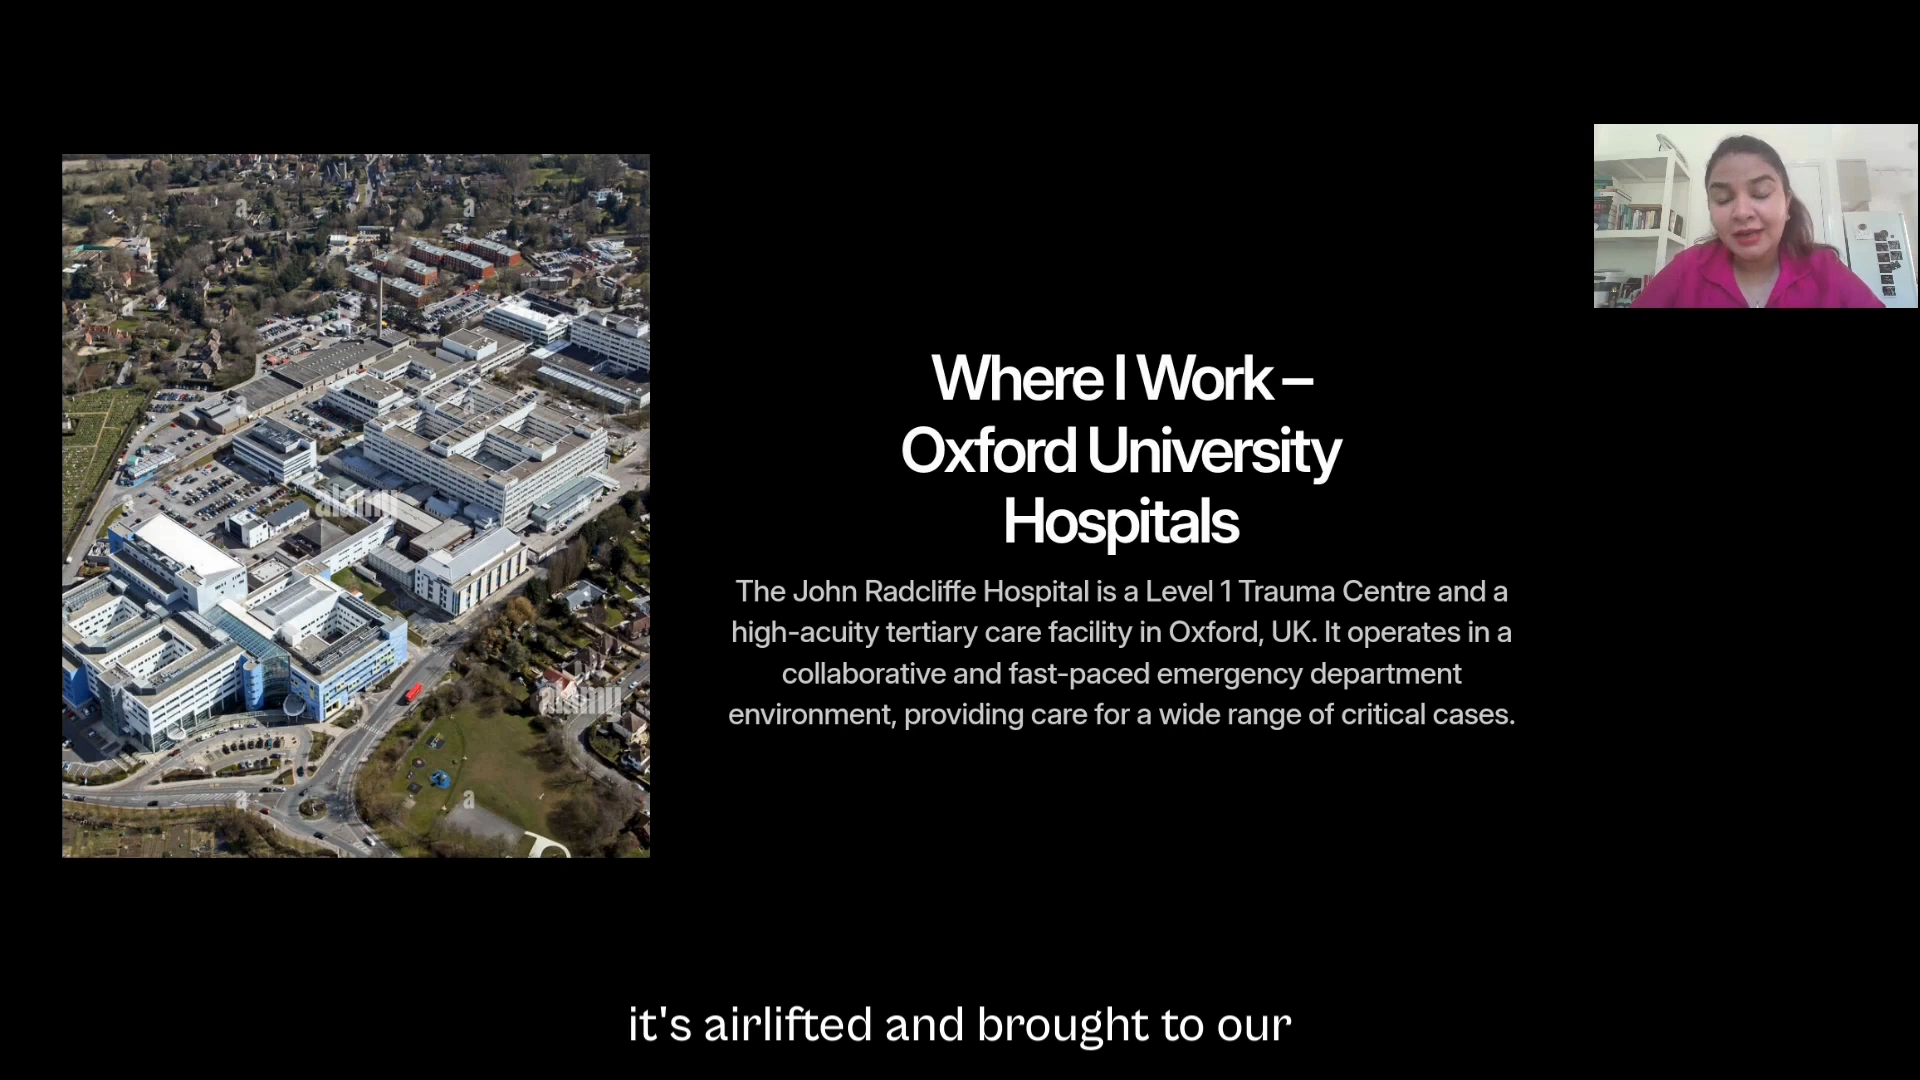 Where I Work –
Oxford University
Hospitals
The John Radcliffe Hospital is a Level 1 Trauma Centre and a
high-acuity tertiary care facility in Oxford, UK. It operates in a
collaborative and fast-paced emergency department
environment, providing care for a wide range of critical cases.
a
a
a
a
alamy
a
alamy
a
a
it's airlifted and brought to our